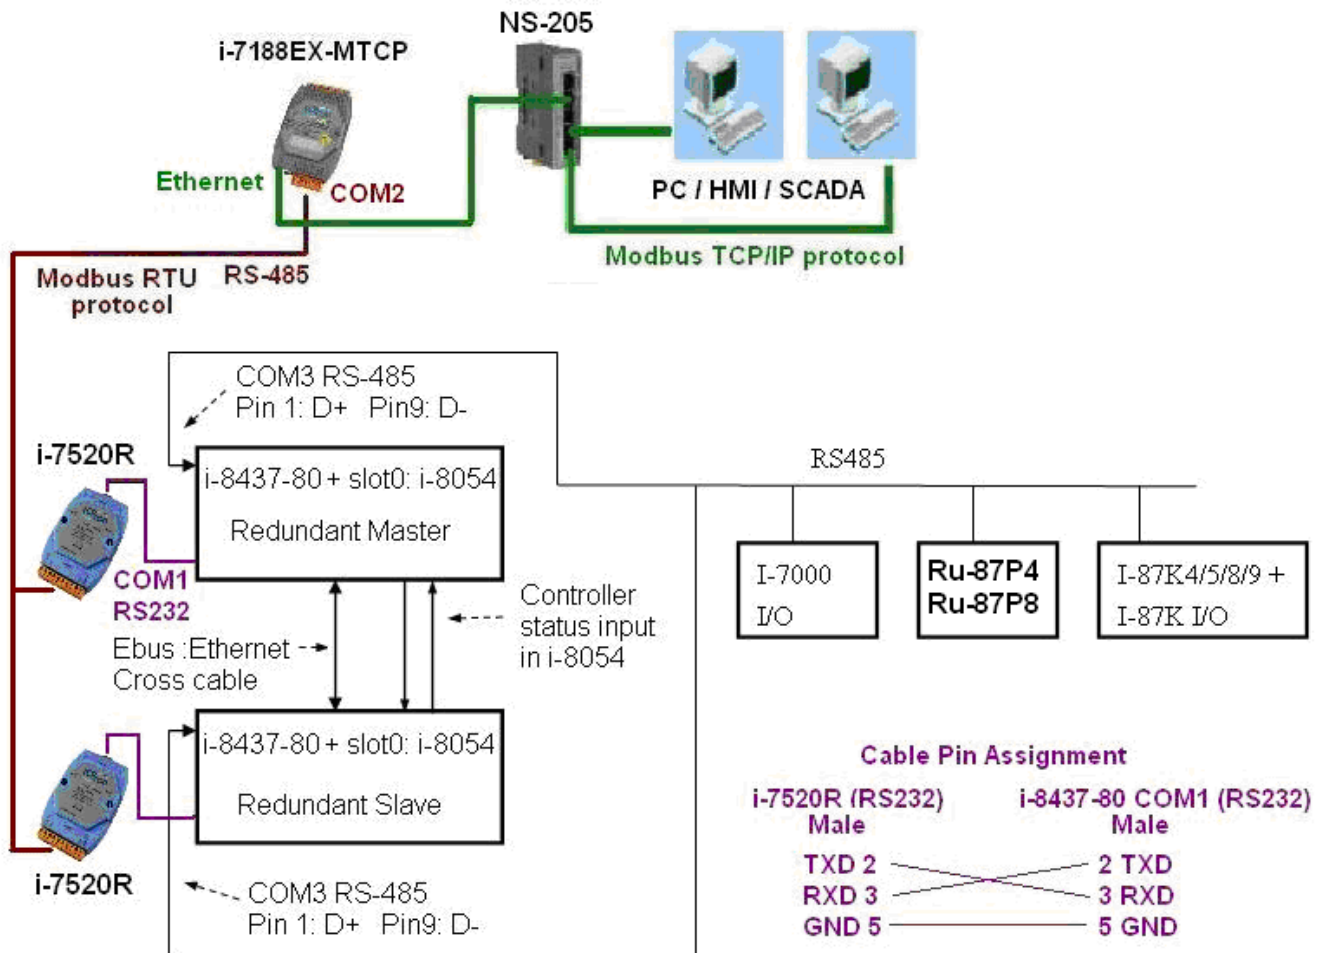 NS-205
i-7188EX-MTCP
Ethernet
COM2
PC / HMI / SCADA
Modbus TCP/IP protocol
Modbus RTU
protocol
RS-485
COM3 RS-485
Pin 1: D+ Pin9: D-
i-7520R
i-8437-80 + slot0: i-8054
Redundant Master
RS485
COM1
RS232
I-7000
I/O
Ru-87P4
Ru-87P8
I-87K4/5/8/9 +
I-87K I/O
Ebus :Ethernet
Cross cable
Controller
status input
in i-8054
i-8437-80 + slot0: i-8054
Redundant Slave
i-7520R
COM3 RS-485
Pin 1: D+ Pin9: D-
Cable Pin Assignment
i-7520R (RS232)
Male
i-8437-80 COM1 (RS232)
Male
TXD 2
2 TXD
RXD 3
3 RXD
GND 5
5 GND